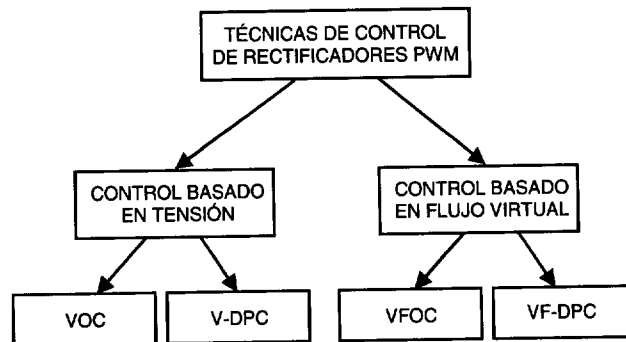 TÉCNICAS DE CONTROL
DE RECTIFICADORES PWM
CONTROL BASADO
EN TENSIÓN
CONTROL BASADO
EN FLUJO VIRTUAL
VOC
V-DPC
VFOC
VF-DPC